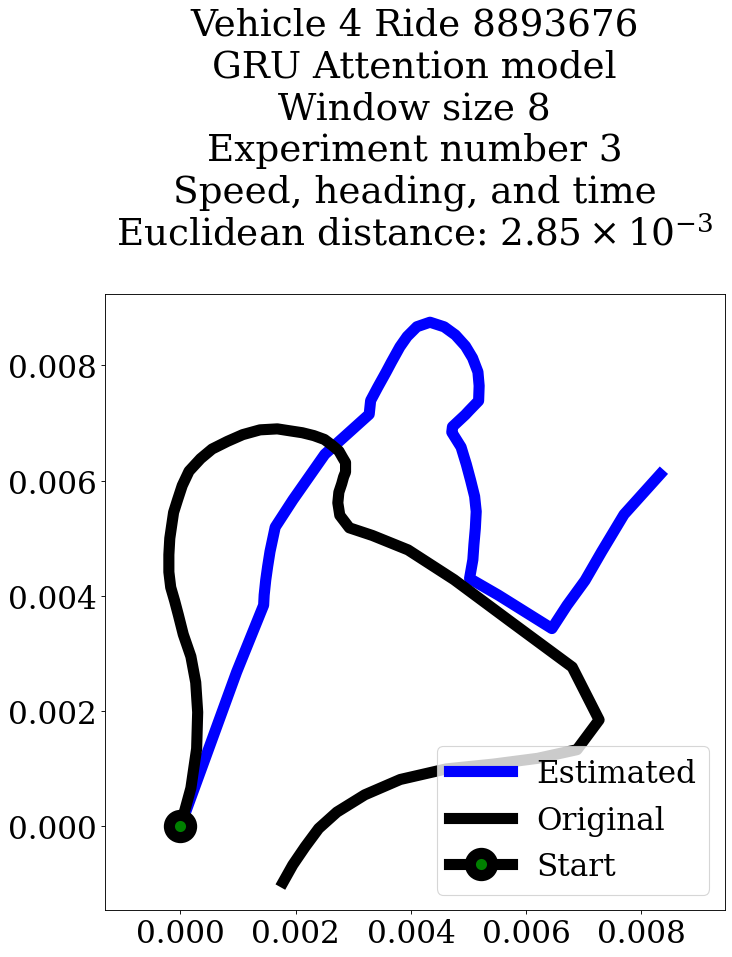 Vehicle 4 Ride 8893676
GRU Attention model
Window size 8
Experiment number 3
Speed, heading, and time
Euclidean distance: 2.85 × 10⁻³
0.008
0.006
0.004
0.002
0.000
Estimated
Original
Start
0.000 0.002 0.004 0.006 0.008